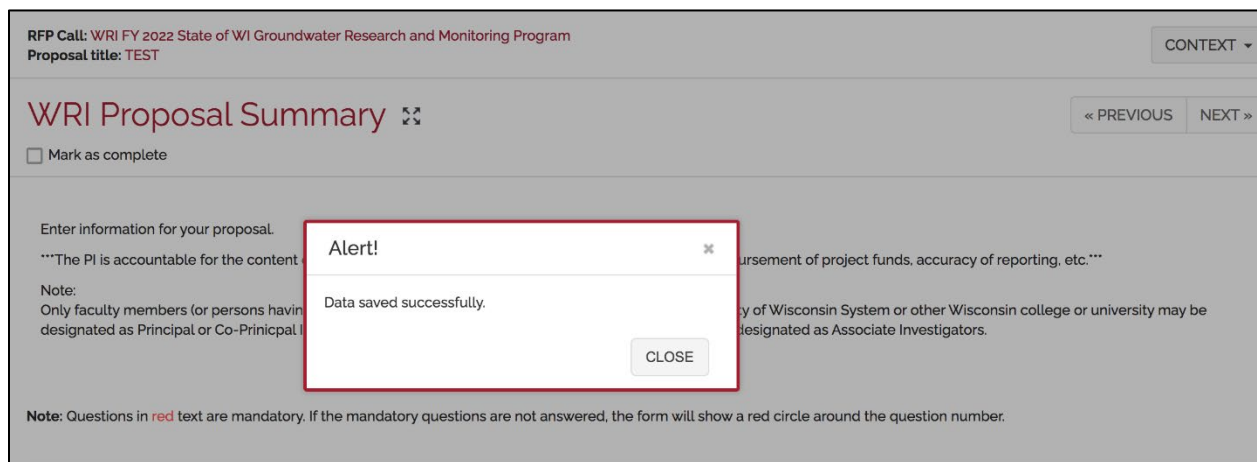 RFP Call: WRI FY 2022 State of WI Groundwater Research and Monitoring Program
Proposal title: TEST
CONTEXT
WRI Proposal Summary
« PREVIOUS NEXT »
Mark as complete
Enter information for your proposal.
***The PI is accountable for the content ursement of project funds, accuracy of reporting, etc.***
Note:
Only faculty members (or persons havin y of Wisconsin System or other Wisconsin college or university may be
designated as Principal or Co-Prinicpal I designated as Associate Investigators.
Alert! ×
Data saved successfully.
CLOSE
Note: Questions in red text are mandatory. If the mandatory questions are not answered, the form will show a red circle around the question number.